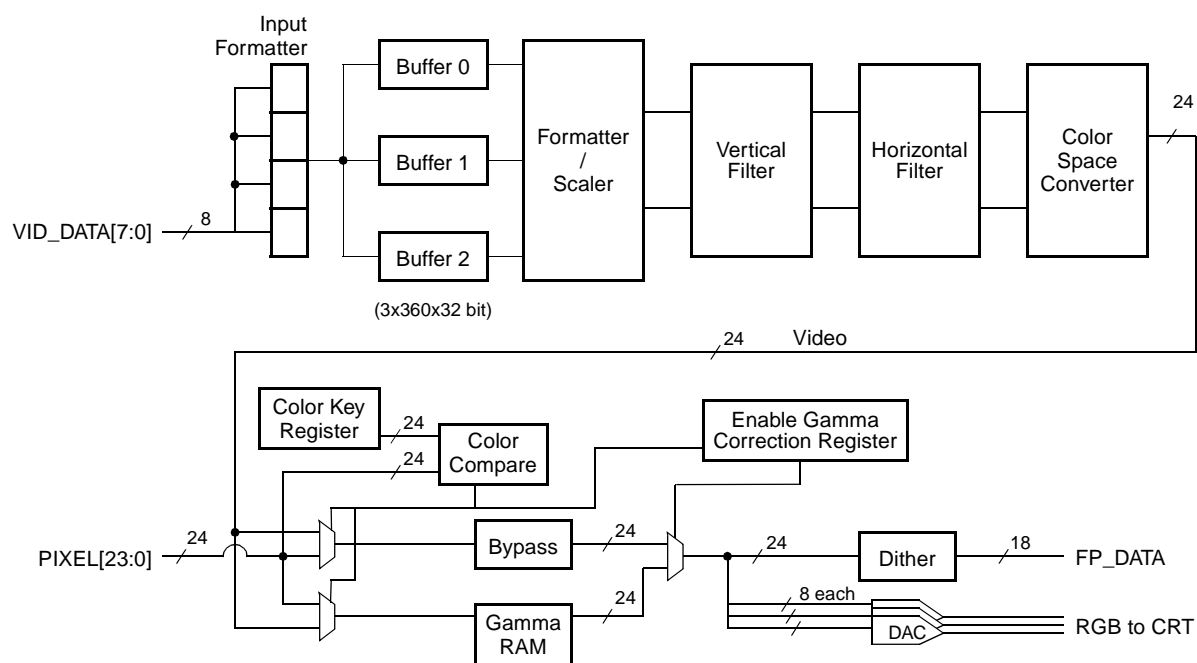 Input
Formatter
Buffer 0
Buffer 1
Buffer 2
(3x360x32 bit)
Formatter
/
Scaler
Vertical
Filter
Horizontal
Filter
Color
Space
Converter
24
VID_DATA[7:0]
8
24
Video
Color Key
Register
24
Color
Compare
24
Enable Gamma
Correction Register
PIXEL[23:0]
24
Bypass
24
24
Dither
18
FP_DATA
Gamma
RAM
24
8 each
DAC
RGB to CRT